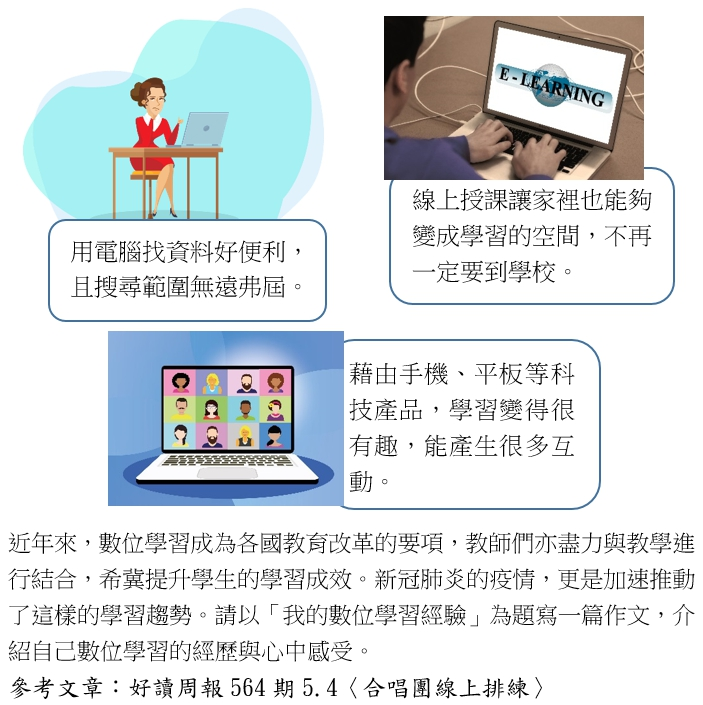 E-LEARNING
用電腦找資料好便利，
且搜尋範圍無遠弗屆。
線上授課讓家裡也能夠
變成學習的空間，不再
一定要到學校。
藉由手機、平板等科
技產品，學習變得很
有趣，能產生很多互
動。
近年來，數位學習成為各國教育改革的要項，教師們亦盡力與教學進
行結合，希冀提升學生的學習成效。新冠肺炎的疫情，更是加速推動
了這樣的學習趨勢。請以「我的數位學習經驗」為題寫一篇作文，介
紹自己數位學習的經歷與心中感受。
參考文章：好讀周報 564 期 5.4〈合唱團線上排練〉